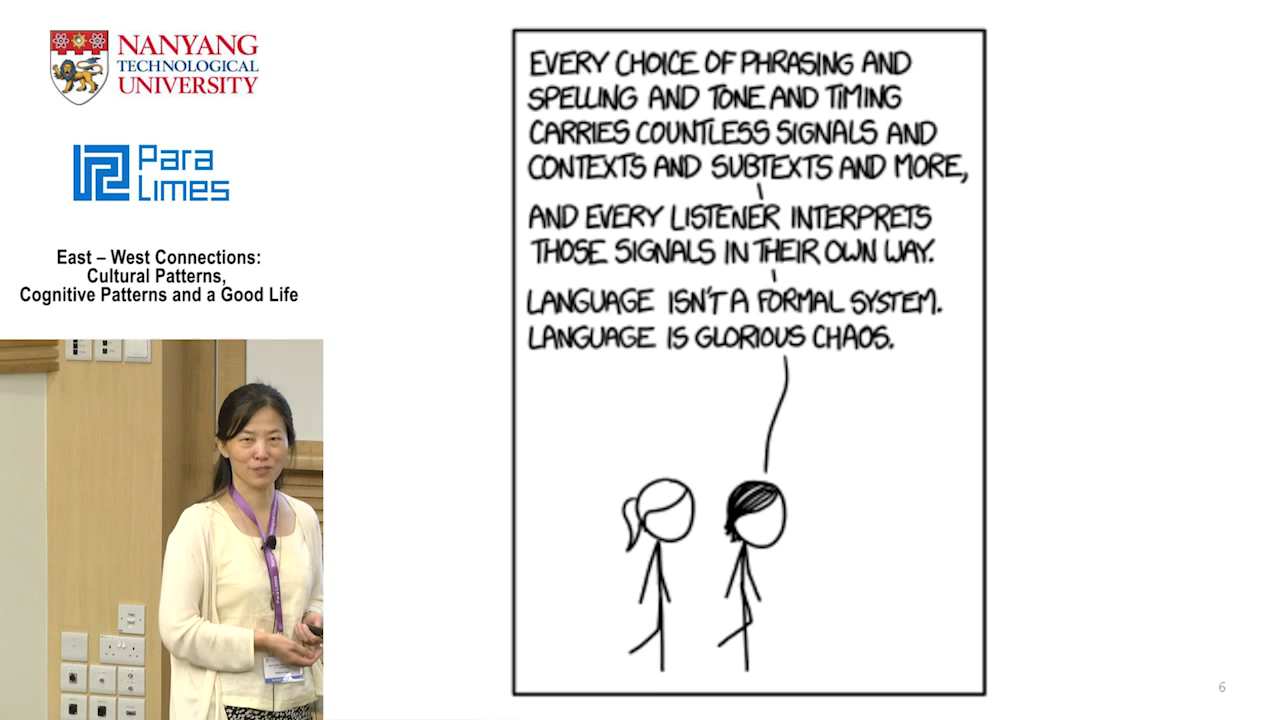 NANYANG
TECHNOLOGICAL
UNIVERSITY
Para
Limes
East – West Connections:
Cultural Patterns,
Cognitive Patterns and a Good Life
EVERY CHOICE OF PHRASING AND
SPELLING AND TONE AND TIMING
CARRIES COUNTLESS SIGNALS AND
CONTEXTS AND SUBTEXTS AND MORE,
AND EVERY LISTENER INTERPRETS
THOSE SIGNALS IN THEIR OWN WAY.
LANGUAGE ISN'T A FORMAL SYSTEM.
LANGUAGE IS GLORIOUS CHAOS.
6